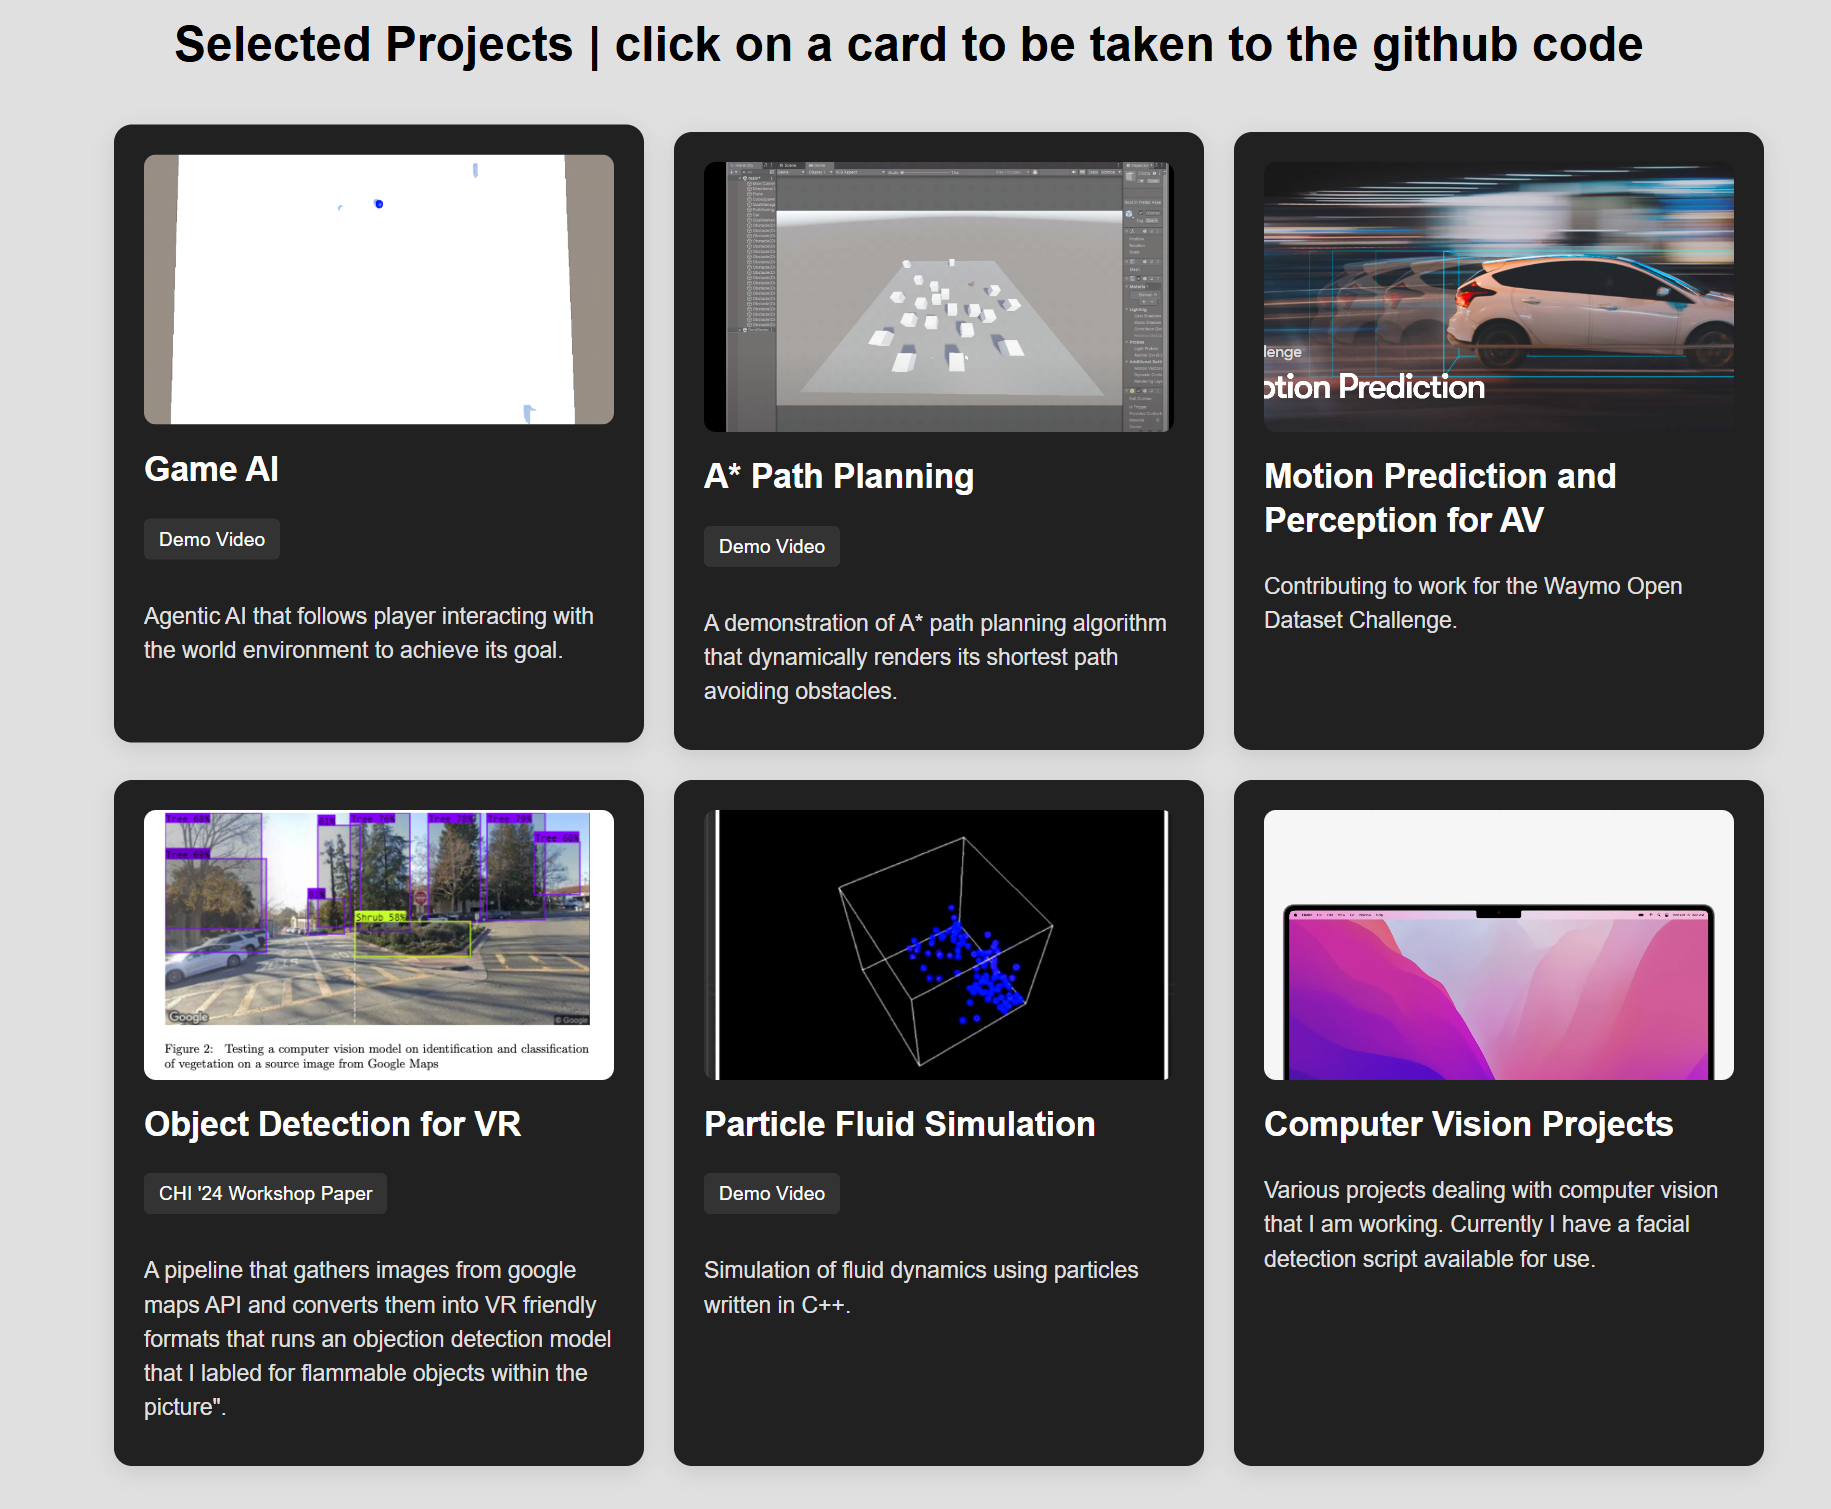 Selected Projects | click on a card to be taken to the github code
Game AI
Demo Video
Agentic AI that follows player interacting with
the world environment to achieve its goal.
A* Path Planning
Demo Video
A demonstration of A* path planning algorithm
that dynamically renders its shortest path
avoiding obstacles.
lenge
otion Prediction
Motion Prediction and
Perception for AV
Contributing to work for the Waymo Open
Dataset Challenge.
Tree 68%
81%
Tree 76%
Tree 78%
Tree 79%
Tree 60%
Tree 69%
81%
Shrub 58%
Google
© Google
Figure 2: Testing a computer vision model on identification and classification
of vegetation on a source image from Google Maps
Object Detection for VR
CHI '24 Workshop Paper
A pipeline that gathers images from google
maps API and converts them into VR friendly
formats that runs an objection detection model
that I labled for flammable objects within the
picture".
Particle Fluid Simulation
Demo Video
Simulation of fluid dynamics using particles
written in C++.
Computer Vision Projects
Various projects dealing with computer vision
that I am working. Currently I have a facial
detection script available for use.